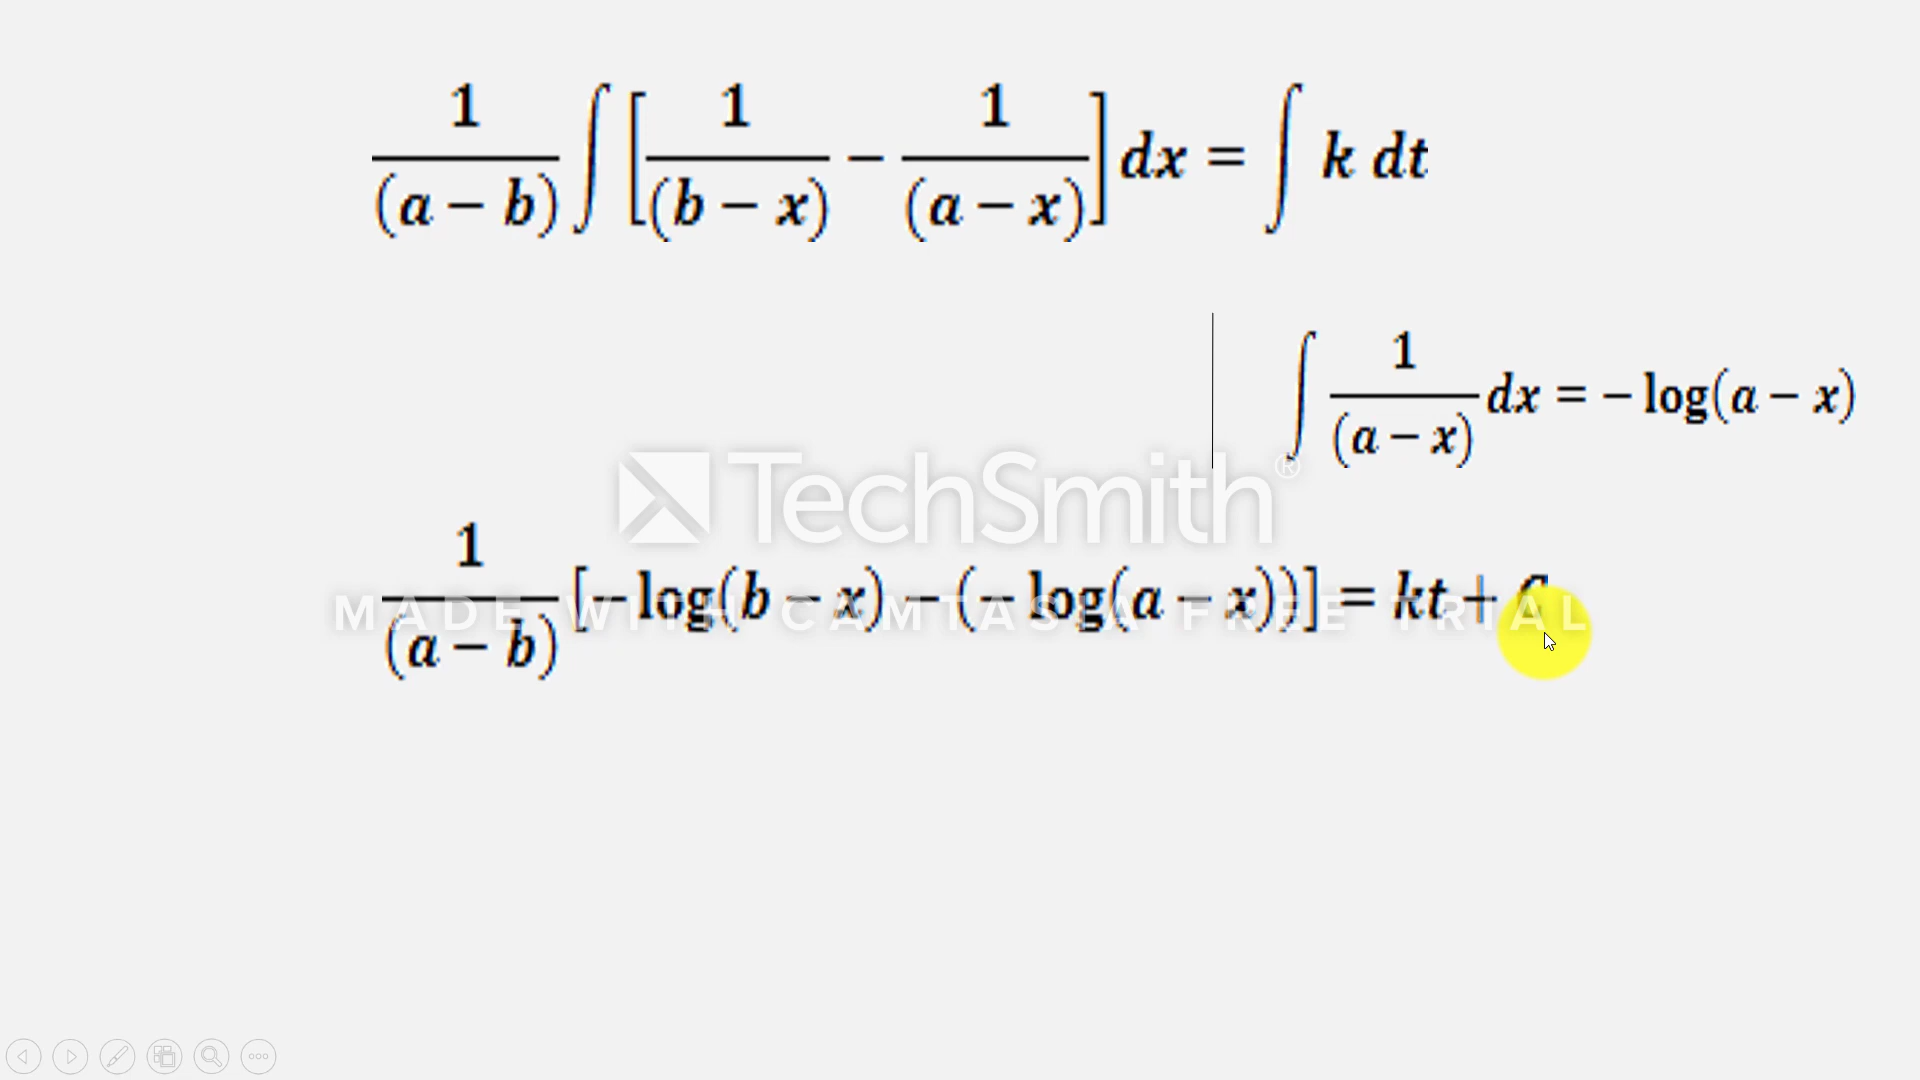 1/(a − b) ∫ [1/(b − x) − 1/(a − x)] dx = ∫ k dt
∫ 1/(a − x) dx = − log(a − x)
TechSmith®
1/(a − b) [− log(b − x) − (− log(a − x))] = kt +
MADE WITH CAMTASIA FREE TRIAL